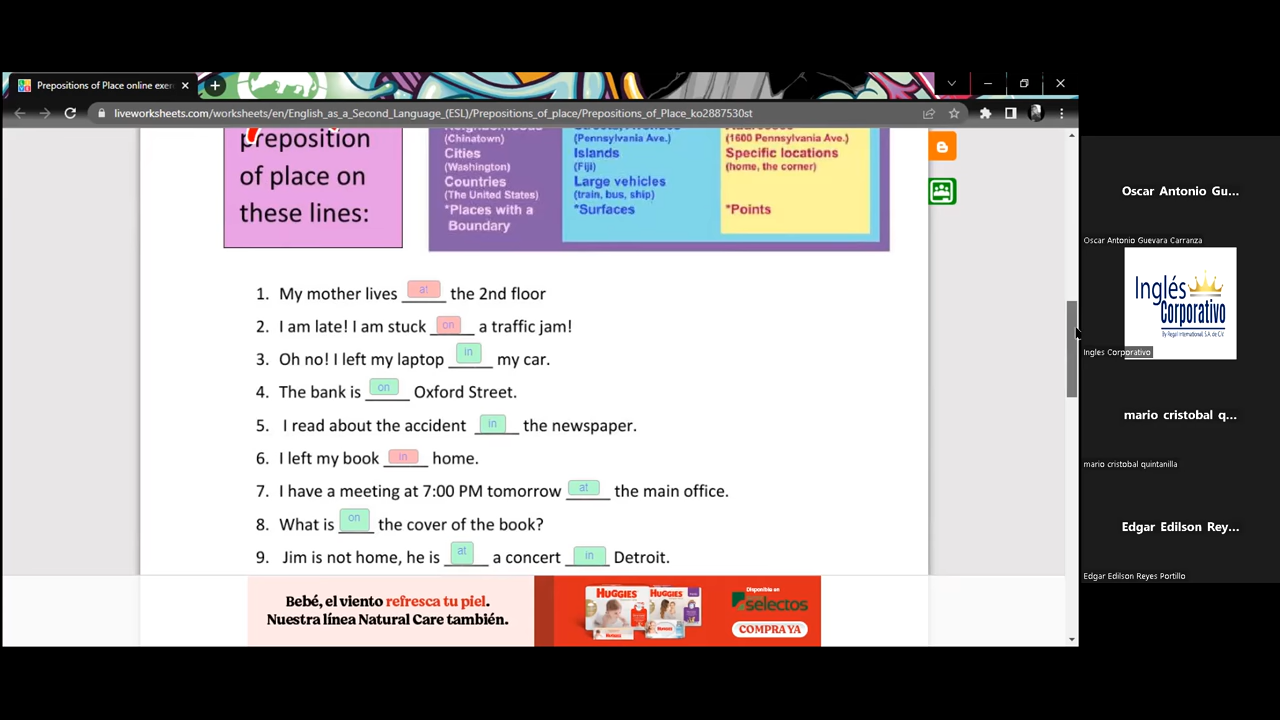 Prepositions of Place online exer
liveworksheets.com/worksheets/en/English_as_a_Second_Language_(ESL)/Prepositions_of_place/Prepositions_of_Place_ko2887530st
preposition
of place on
these lines:
(Chinatown)
Cities
(Washington)
Countries
(The United States)
*Places with a
Boundary
(Pennsylvania Ave.)
Islands
(Fiji)
Large vehicles
(train, bus, ship)
*Surfaces
(1600 Pennsylvania Ave.)
Specific locations
(home, the corner)
*Points
1. My mother lives at the 2nd floor
2. I am late! I am stuck on a traffic jam!
3. Oh no! I left my laptop in my car.
4. The bank is on Oxford Street.
5. I read about the accident in the newspaper.
6. I left my book in home.
7. I have a meeting at 7:00 PM tomorrow at the main office.
8. What is on the cover of the book?
9. Jim is not home, he is at a concert in Detroit.
Bebé, el viento refresca tu piel.
Nuestra línea Natural Care también.
HUGGIES
HUGGIES
Disponible en
selectos
COMPRA YA
Oscar Antonio Gu...
Oscar Antonio Guevara Carranza
Inglés
Corporativo
By Regal International S.A. de C.V.
Ingles Corporativo
mario cristobal q...
mario cristobal quintanilla
Edgar Edilson Rey...
Edgar Edilson Reyes Portillo